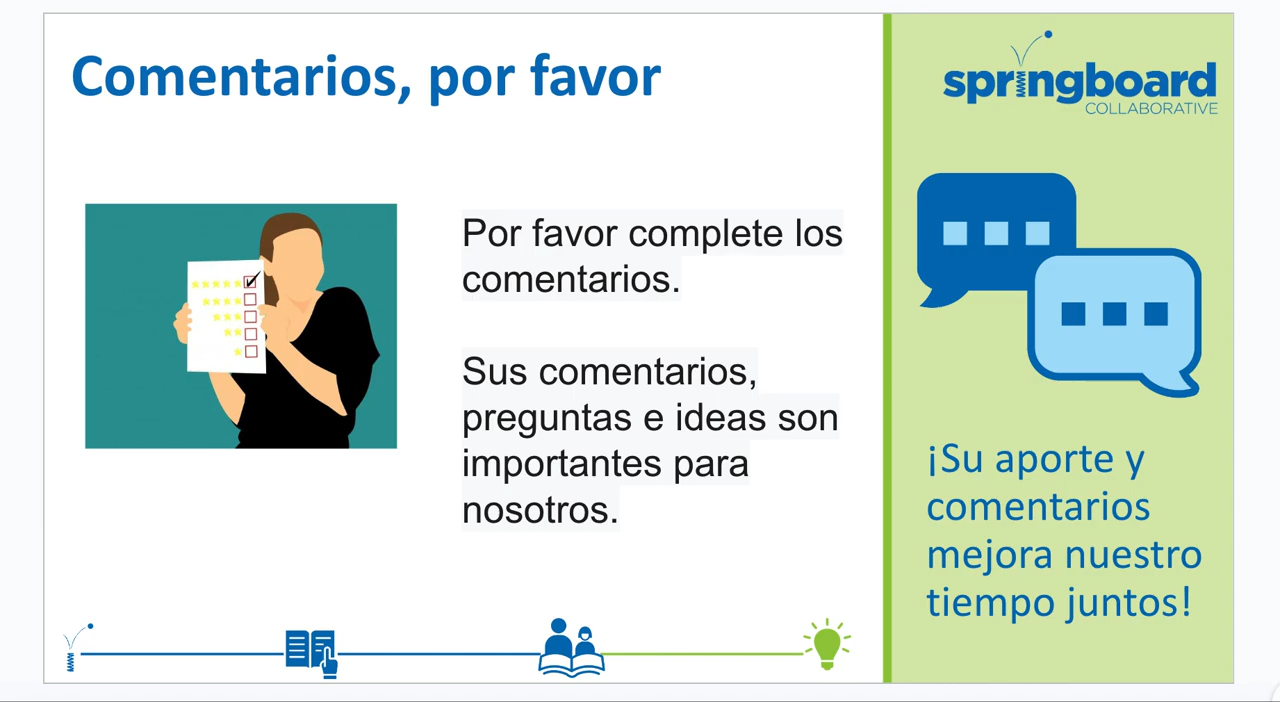 Comentarios, por favor
Por favor complete los
comentarios.
Sus comentarios,
preguntas e ideas son
importantes para
nosotros.
springboard
COLLABORATIVE
¡Su aporte y
comentarios
mejora nuestro
tiempo juntos!